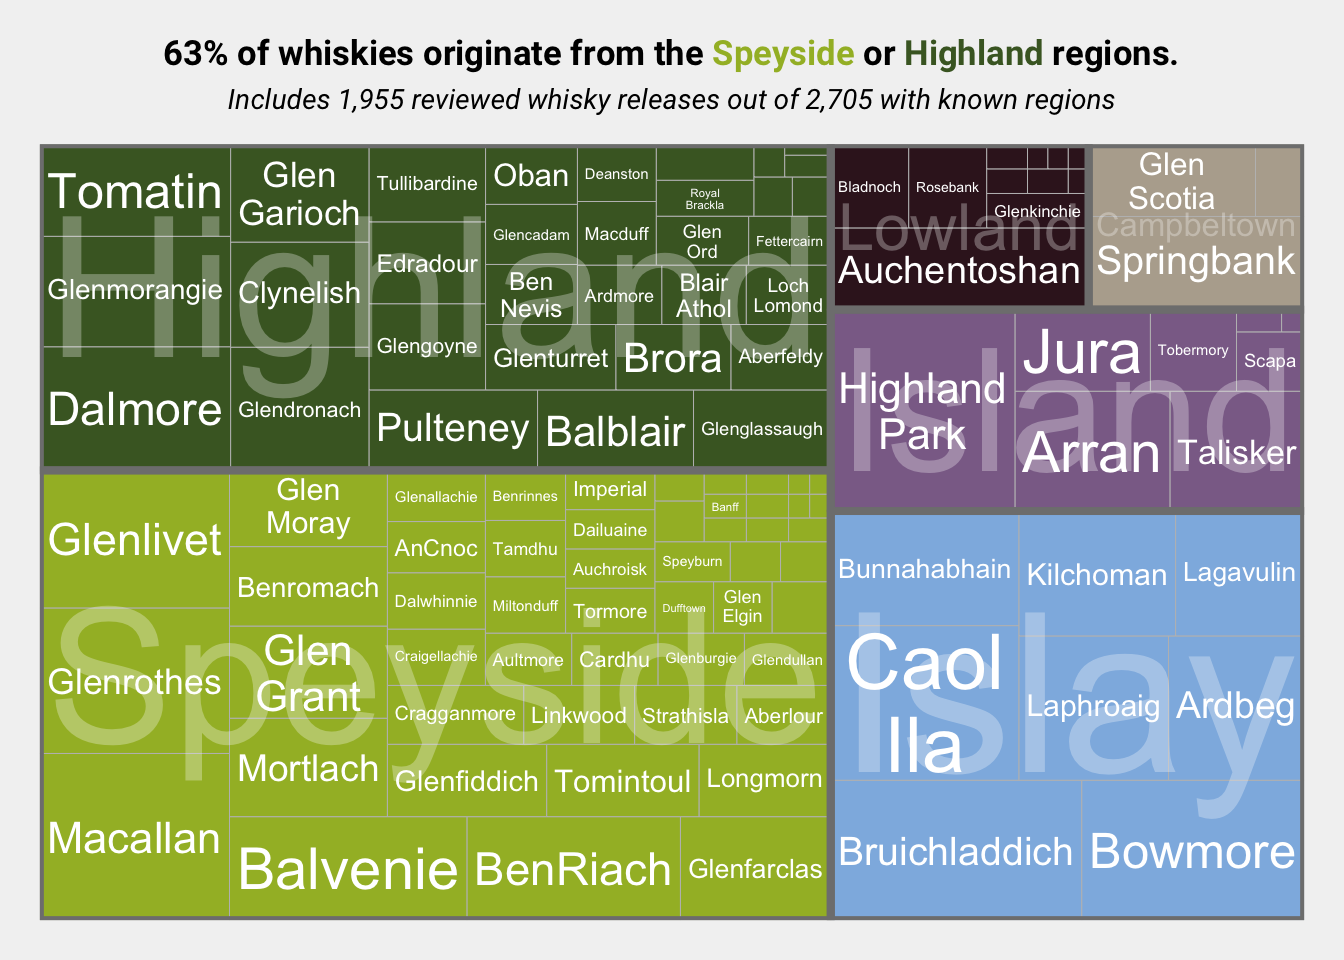 63% of whiskies originate from the Speyside or Highland regions.
Includes 1,955 reviewed whisky releases out of 2,705 with known regions
Highland
Tomatin
Glenmorangie
Dalmore
Glen
Garioch
Clynelish
Glendronach
Tullibardine
Edradour
Glengoyne
Pulteney
Balblair
Glenglassaugh
Oban
Glencadam
Ben
Nevis
Deanston
Macduff
Ardmore
Royal
Brackla
Glen
Ord
Fettercairn
Blair
Athol
Loch
Lomond
Glenturret
Brora
Aberfeldy
Lowland
Bladnoch
Rosebank
Glenkinchie
Auchentoshan
Campbeltown
Glen
Scotia
Springbank
Island
Highland
Park
Jura
Tobermory
Scapa
Arran
Talisker
Speyside
Glenlivet
Glenrothes
Macallan
Glen
Moray
Benromach
Glen
Grant
Mortlach
Balvenie
BenRiach
Glenfarclas
Glenallachie
AnCnoc
Dalwhinnie
Craigellachie
Cragganmore
Glenfiddich
Tomintoul
Longmorn
Benrinnes
Tamdhu
Miltonduff
Aultmore
Cardhu
Glenburgie
Glendullan
Linkwood
Strathisla
Aberlour
Imperial
Dailuaine
Auchroisk
Tormore
Banff
Speyburn
Dufftown
Glen
Elgin
Islay
Bunnahabhain
Kilchoman
Lagavulin
Caol
Ila
Laphroaig
Ardbeg
Bruichladdich
Bowmore